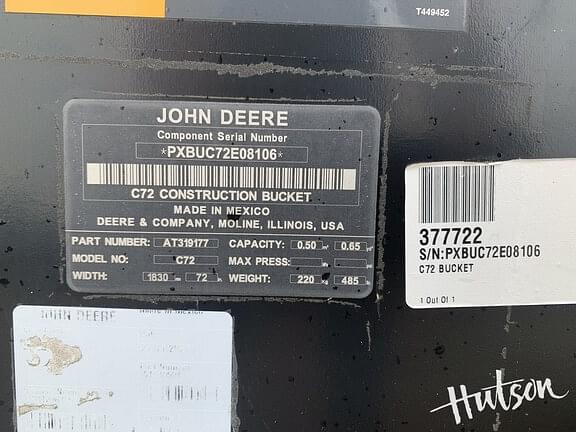 T449452
JOHN DEERE
Component Serial Number
*PXBUC72E08106*
C72 CONSTRUCTION BUCKET
MADE IN MEXICO
DEERE & COMPANY, MOLINE, ILLINOIS, USA
PART NUMBER: AT319177 CAPACITY: 0.50 0.65
MODEL NO: C72 MAX PRESS:
WIDTH: 1830 72 WEIGHT: 220 485
377722
S/N:PXBUC72E08106
C72 BUCKET
1 Out Of 1
JOHN DEERE
Hutson